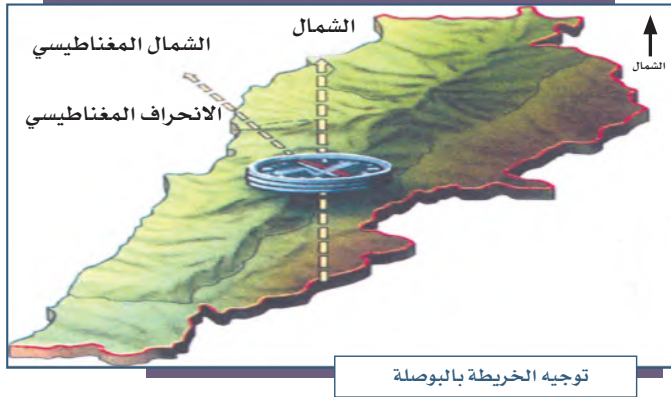 الشمال
الشمال المغناطيسي
الانحراف المغناطيسي
الشمال
توجيه الخريطة بالبوصلة